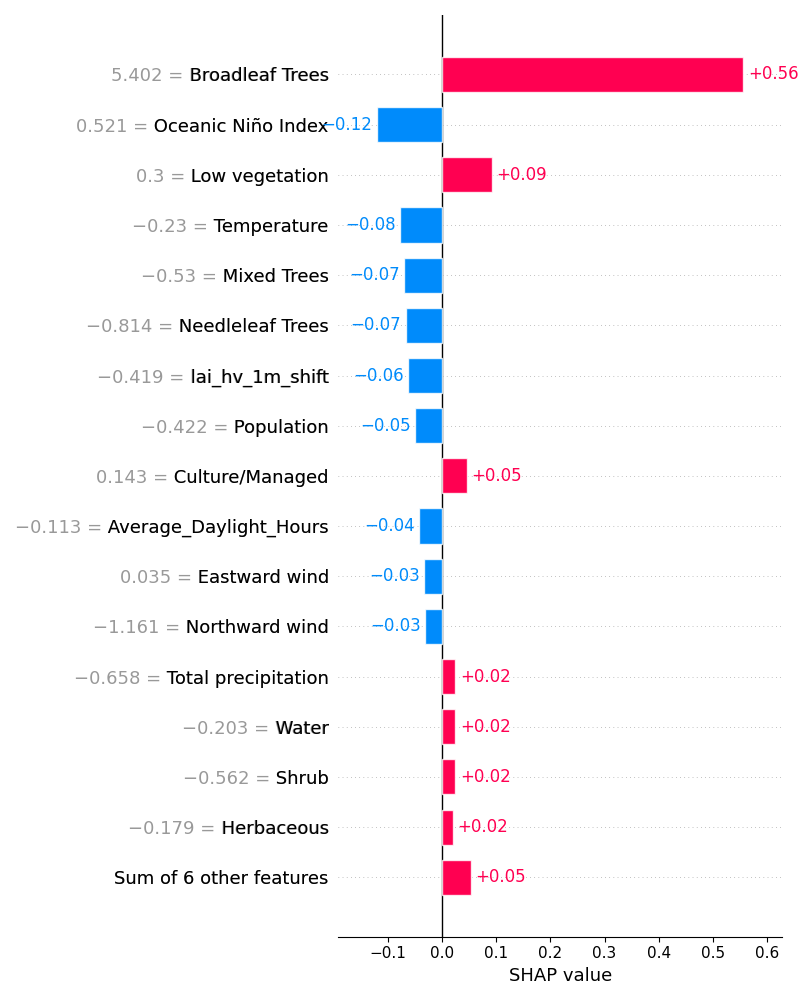 5.402 = Broadleaf Trees +0.56
0.521 = Oceanic Niño Index −0.12
0.3 = Low vegetation +0.09
−0.23 = Temperature −0.08
−0.53 = Mixed Trees −0.07
−0.814 = Needleleaf Trees −0.07
−0.419 = lai_hv_1m_shift −0.06
−0.422 = Population −0.05
0.143 = Culture/Managed +0.05
−0.113 = Average_Daylight_Hours −0.04
0.035 = Eastward wind −0.03
−1.161 = Northward wind −0.03
−0.658 = Total precipitation +0.02
−0.203 = Water +0.02
−0.562 = Shrub +0.02
−0.179 = Herbaceous +0.02
Sum of 6 other features +0.05
−0.1 0.0 0.1 0.2 0.3 0.4 0.5 0.6
SHAP value